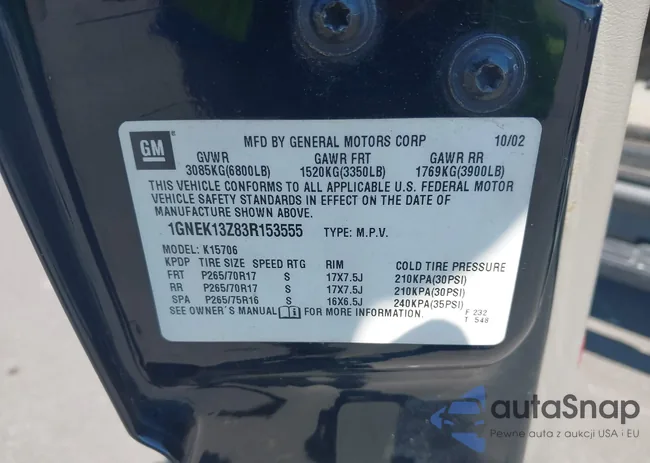 GM
MFD BY GENERAL MOTORS CORP 10/02
GVWR GAWR FRT GAWR RR
3085KG(6800LB) 1520KG(3350LB) 1769KG(3900LB)
THIS VEHICLE CONFORMS TO ALL APPLICABLE U.S. FEDERAL MOTOR
VEHICLE SAFETY STANDARDS IN EFFECT ON THE DATE OF
MANUFACTURE SHOWN ABOVE.
1GNEK13Z83R153555 TYPE: M.P.V.
MODEL: K15706
KPDP TIRE SIZE SPEED RTG RIM COLD TIRE PRESSURE
FRT P265/70R17 S 17X7.5J 210KPA(30PSI)
RR P265/70R17 S 17X7.5J 210KPA(30PSI)
SPA P265/75R16 S 16X6.5J 240KPA(35PSI)
SEE OWNER'S MANUAL FOR MORE INFORMATION.
F 232
T 548
autaSnap
Pewne auta z aukcji USA i EU